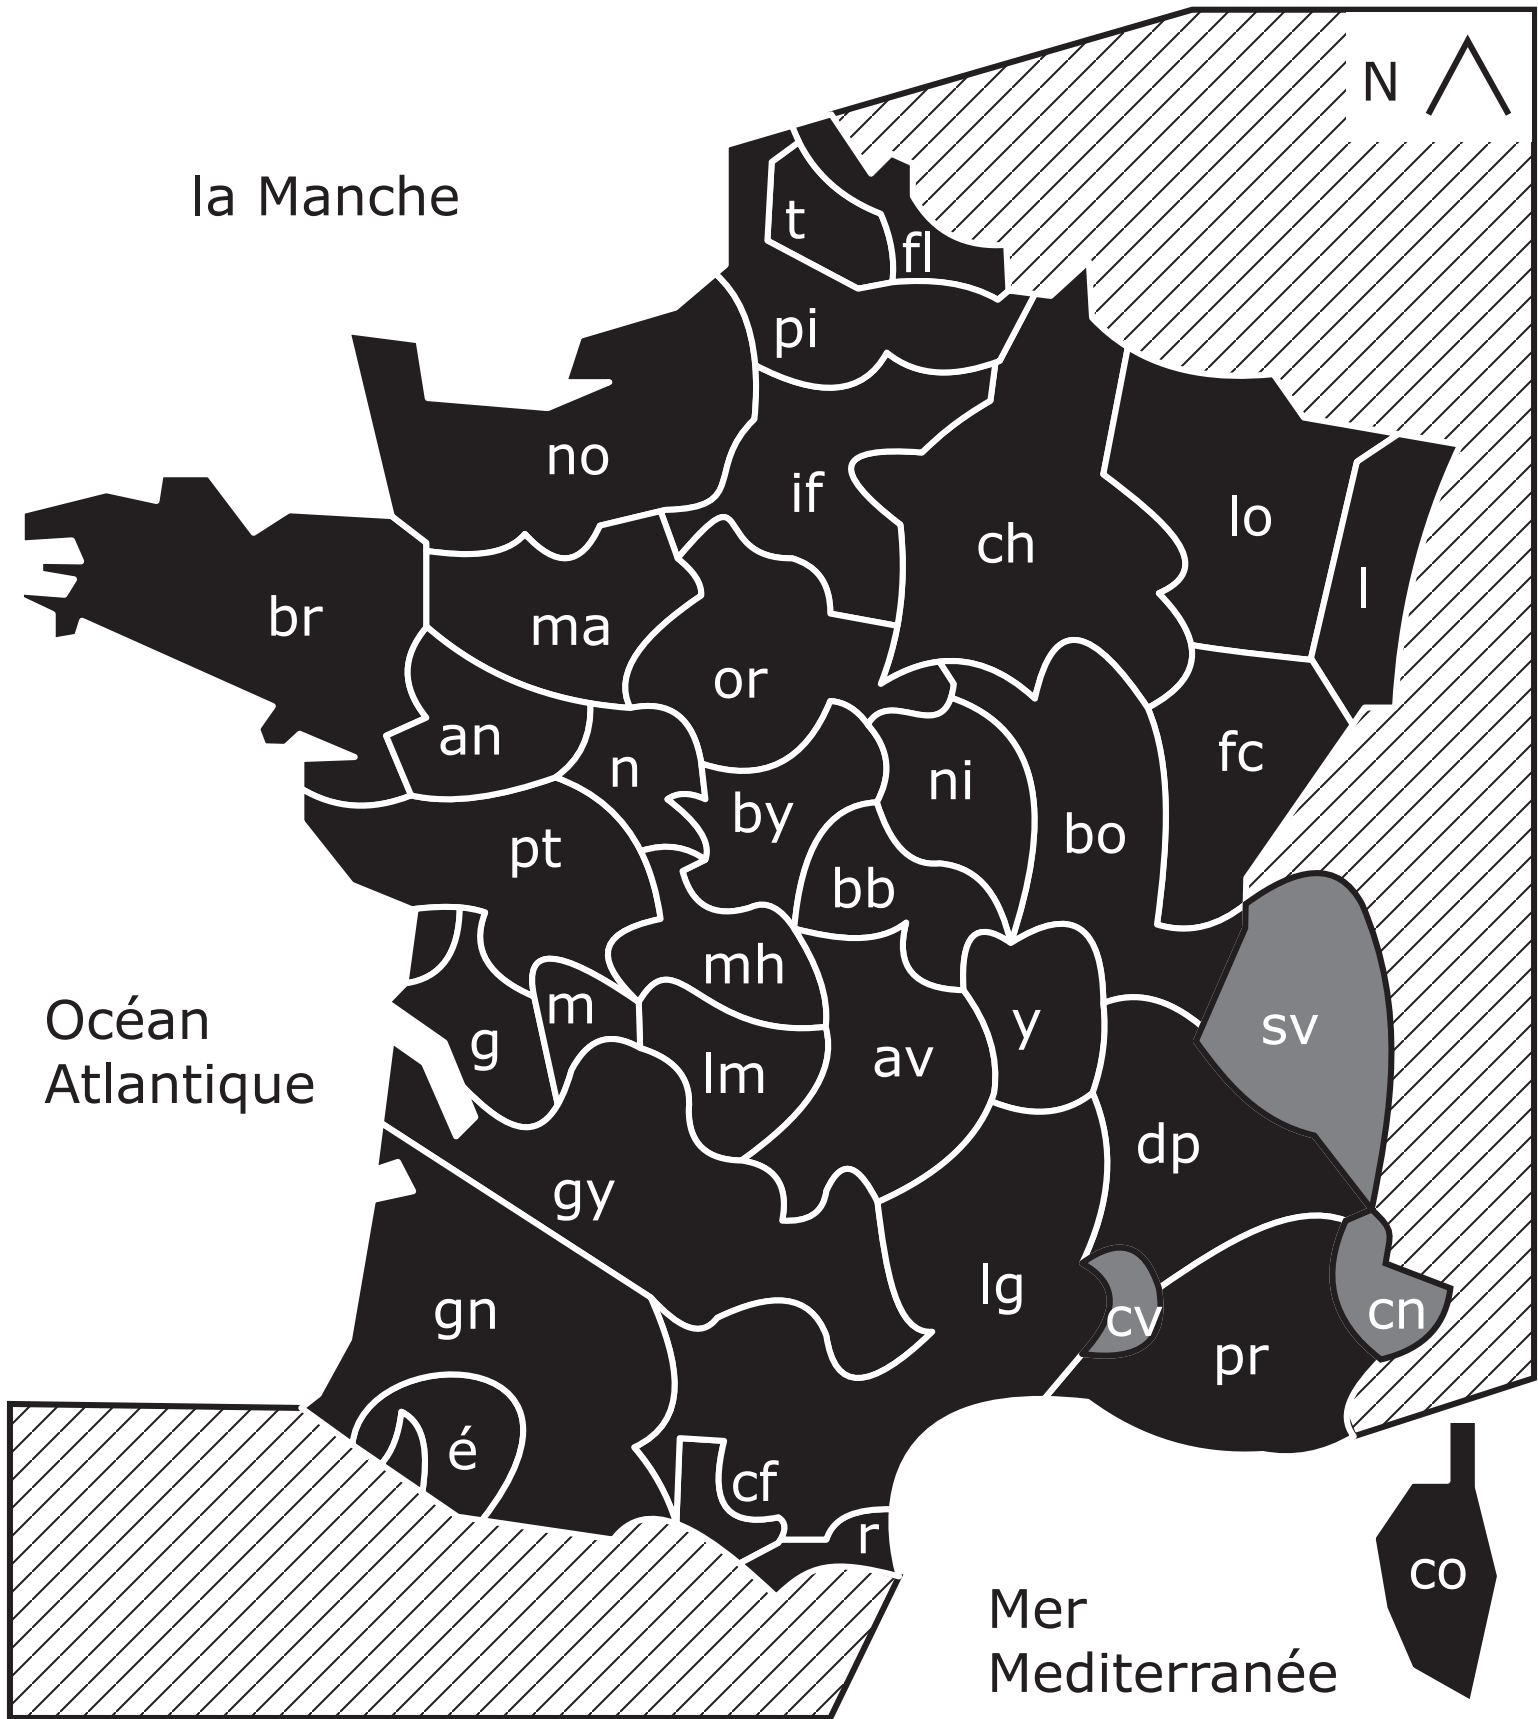 N
la Manche
t
fl
pi
no
if
lo
ch
l
br
ma
or
an
fc
n
ni
by
bo
pt
bb
mh
m
Océan
Atlantique
g
y
sv
av
lm
dp
gy
lg
gn
cv
cn
pr
é
cf
r
co
Mer
Mediterranée